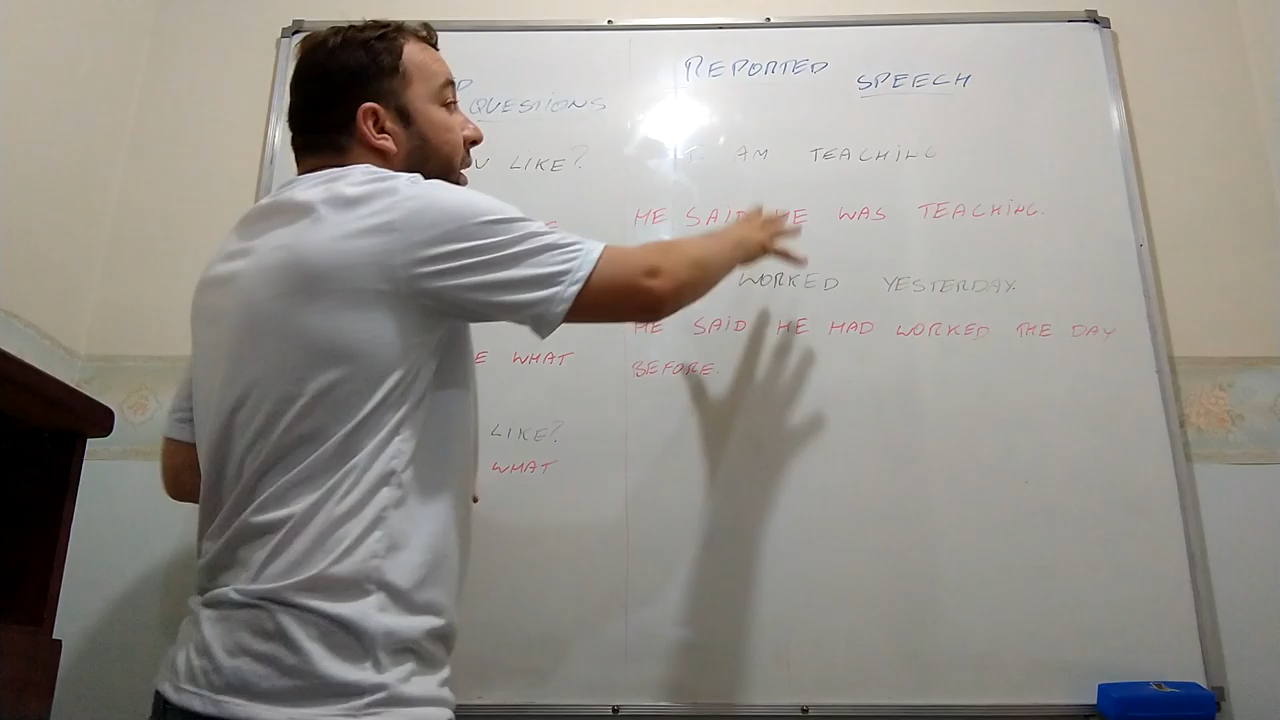 QUESTIONS
LIKE?
WHAT
LIKE?
WHAT
REPORTED SPEECH
I AM TEACHING
HE SAID HE WAS TEACHING.
WORKED YESTERDAY.
HE SAID HE HAD WORKED THE DAY
BEFORE.